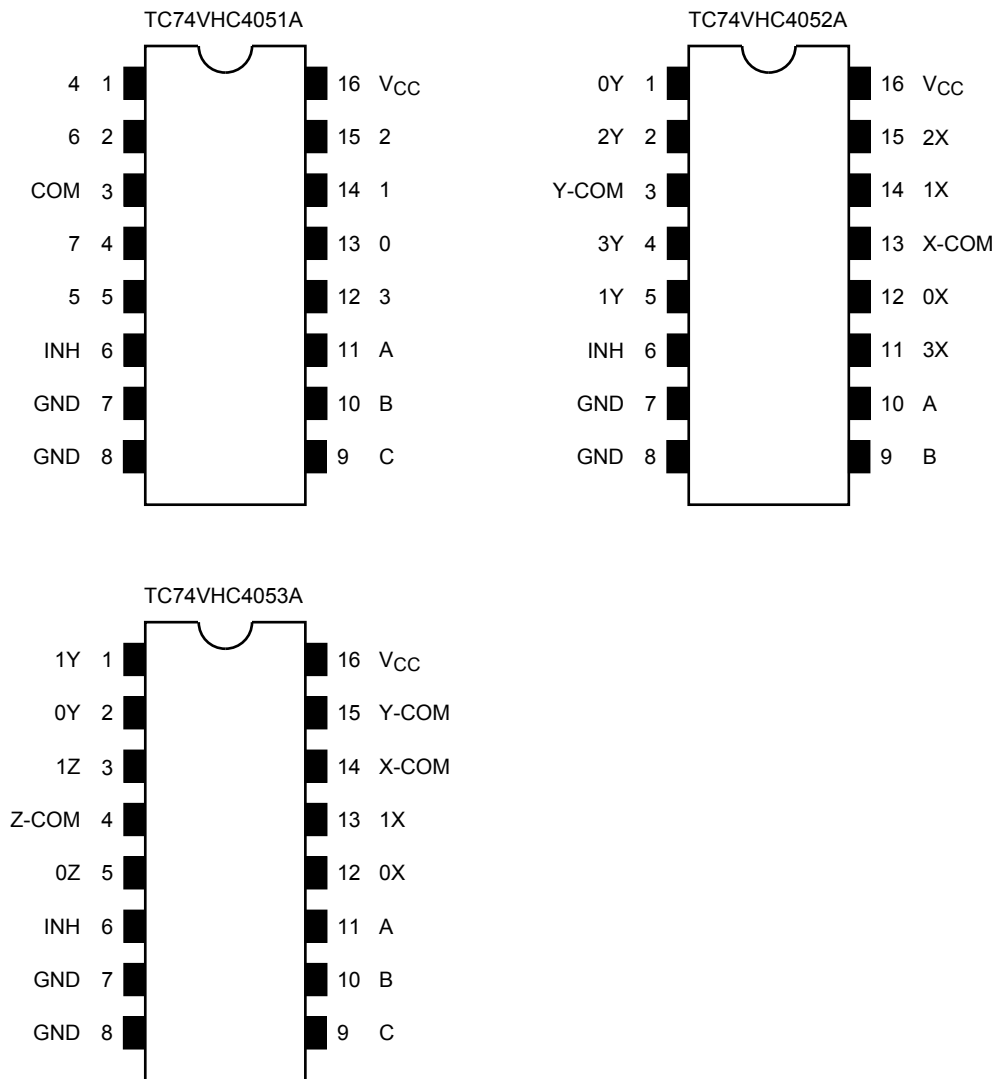 TC74VHC4051A
4 1 16 VCC
6 2 15 2
COM 3 14 1
7 4 13 0
5 5 12 3
INH 6 11 A
GND 7 10 B
GND 8 9 C
TC74VHC4052A
0Y 1 16 VCC
2Y 2 15 2X
Y-COM 3 14 1X
3Y 4 13 X-COM
1Y 5 12 0X
INH 6 11 3X
GND 7 10 A
GND 8 9 B
TC74VHC4053A
1Y 1 16 VCC
0Y 2 15 Y-COM
1Z 3 14 X-COM
Z-COM 4 13 1X
0Z 5 12 0X
INH 6 11 A
GND 7 10 B
GND 8 9 C